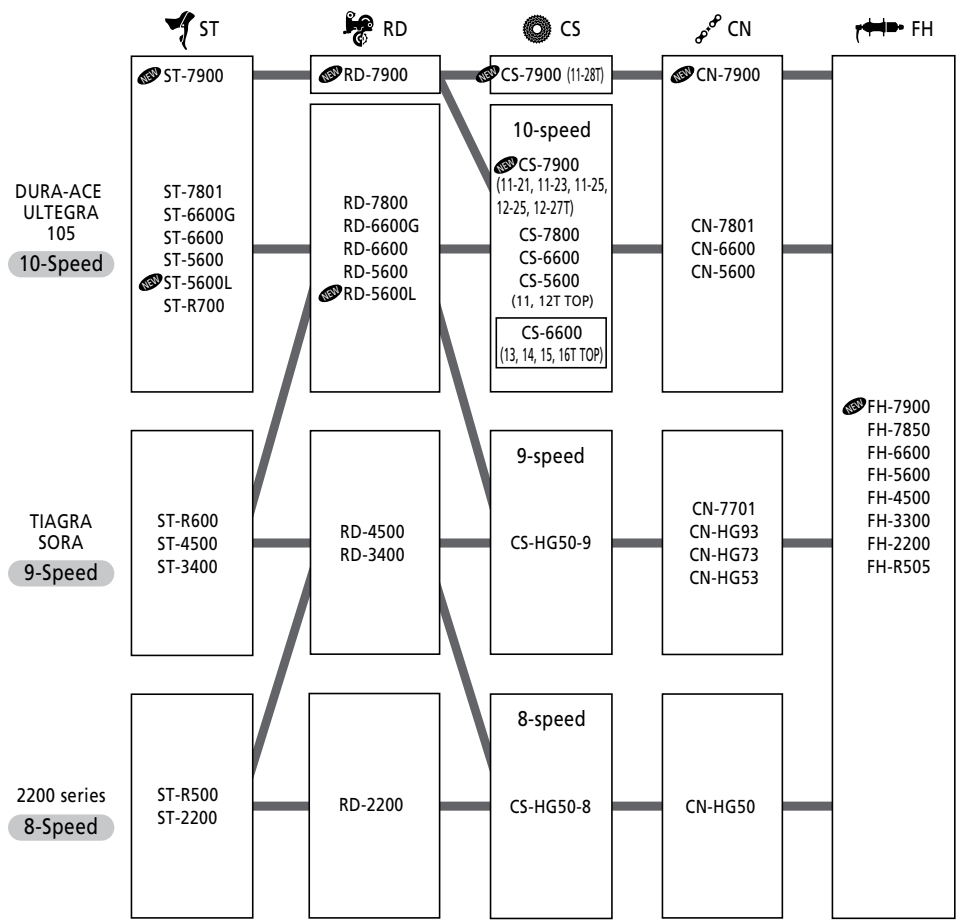 ST
RD
CS
CN
FH
DURA-ACE
ULTEGRA
105
10-Speed
NEW ST-7900
ST-7801
ST-6600G
ST-6600
ST-5600
NEW ST-5600L
ST-R700
NEW RD-7900
RD-7800
RD-6600G
RD-6600
RD-5600
NEW RD-5600L
NEW CS-7900 (11-28T)
10-speed
NEW CS-7900
(11-21, 11-23, 11-25,
12-25, 12-27T)
CS-7800
CS-6600
CS-5600
(11, 12T TOP)
CS-6600
(13, 14, 15, 16T TOP)
NEW CN-7900
CN-7801
CN-6600
CN-5600
NEW FH-7900
FH-7850
FH-6600
FH-5600
FH-4500
FH-3300
FH-2200
FH-R505
TIAGRA
SORA
9-Speed
ST-R600
ST-4500
ST-3400
RD-4500
RD-3400
9-speed
CS-HG50-9
CN-7701
CN-HG93
CN-HG73
CN-HG53
2200 series
8-Speed
ST-R500
ST-2200
RD-2200
8-speed
CS-HG50-8
CN-HG50